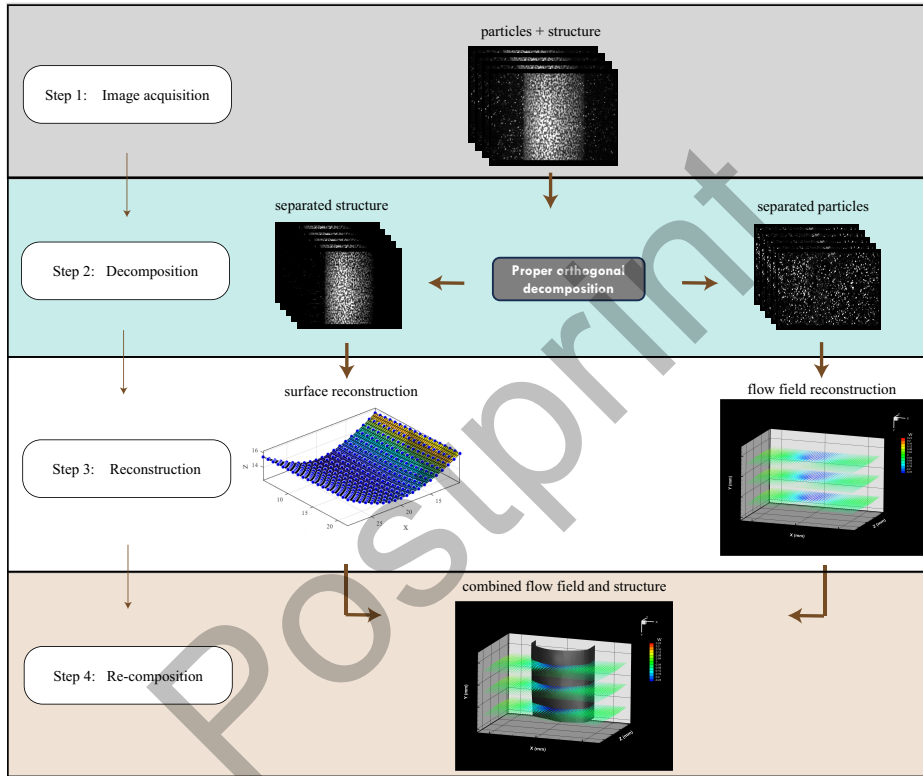 particles + structure
Step 1: Image acquisition
separated structure
separated particles
Step 2: Decomposition
Proper orthogonal
decomposition
surface reconstruction
flow field reconstruction
Step 3: Reconstruction
16
14
Z
10
15
20
25
20
15
X
Y (mm)
X (mm)
Z (mm)
combined flow field and structure
Step 4: Re-composition
Y (mm)
X (mm)
Z (mm)
Postprint